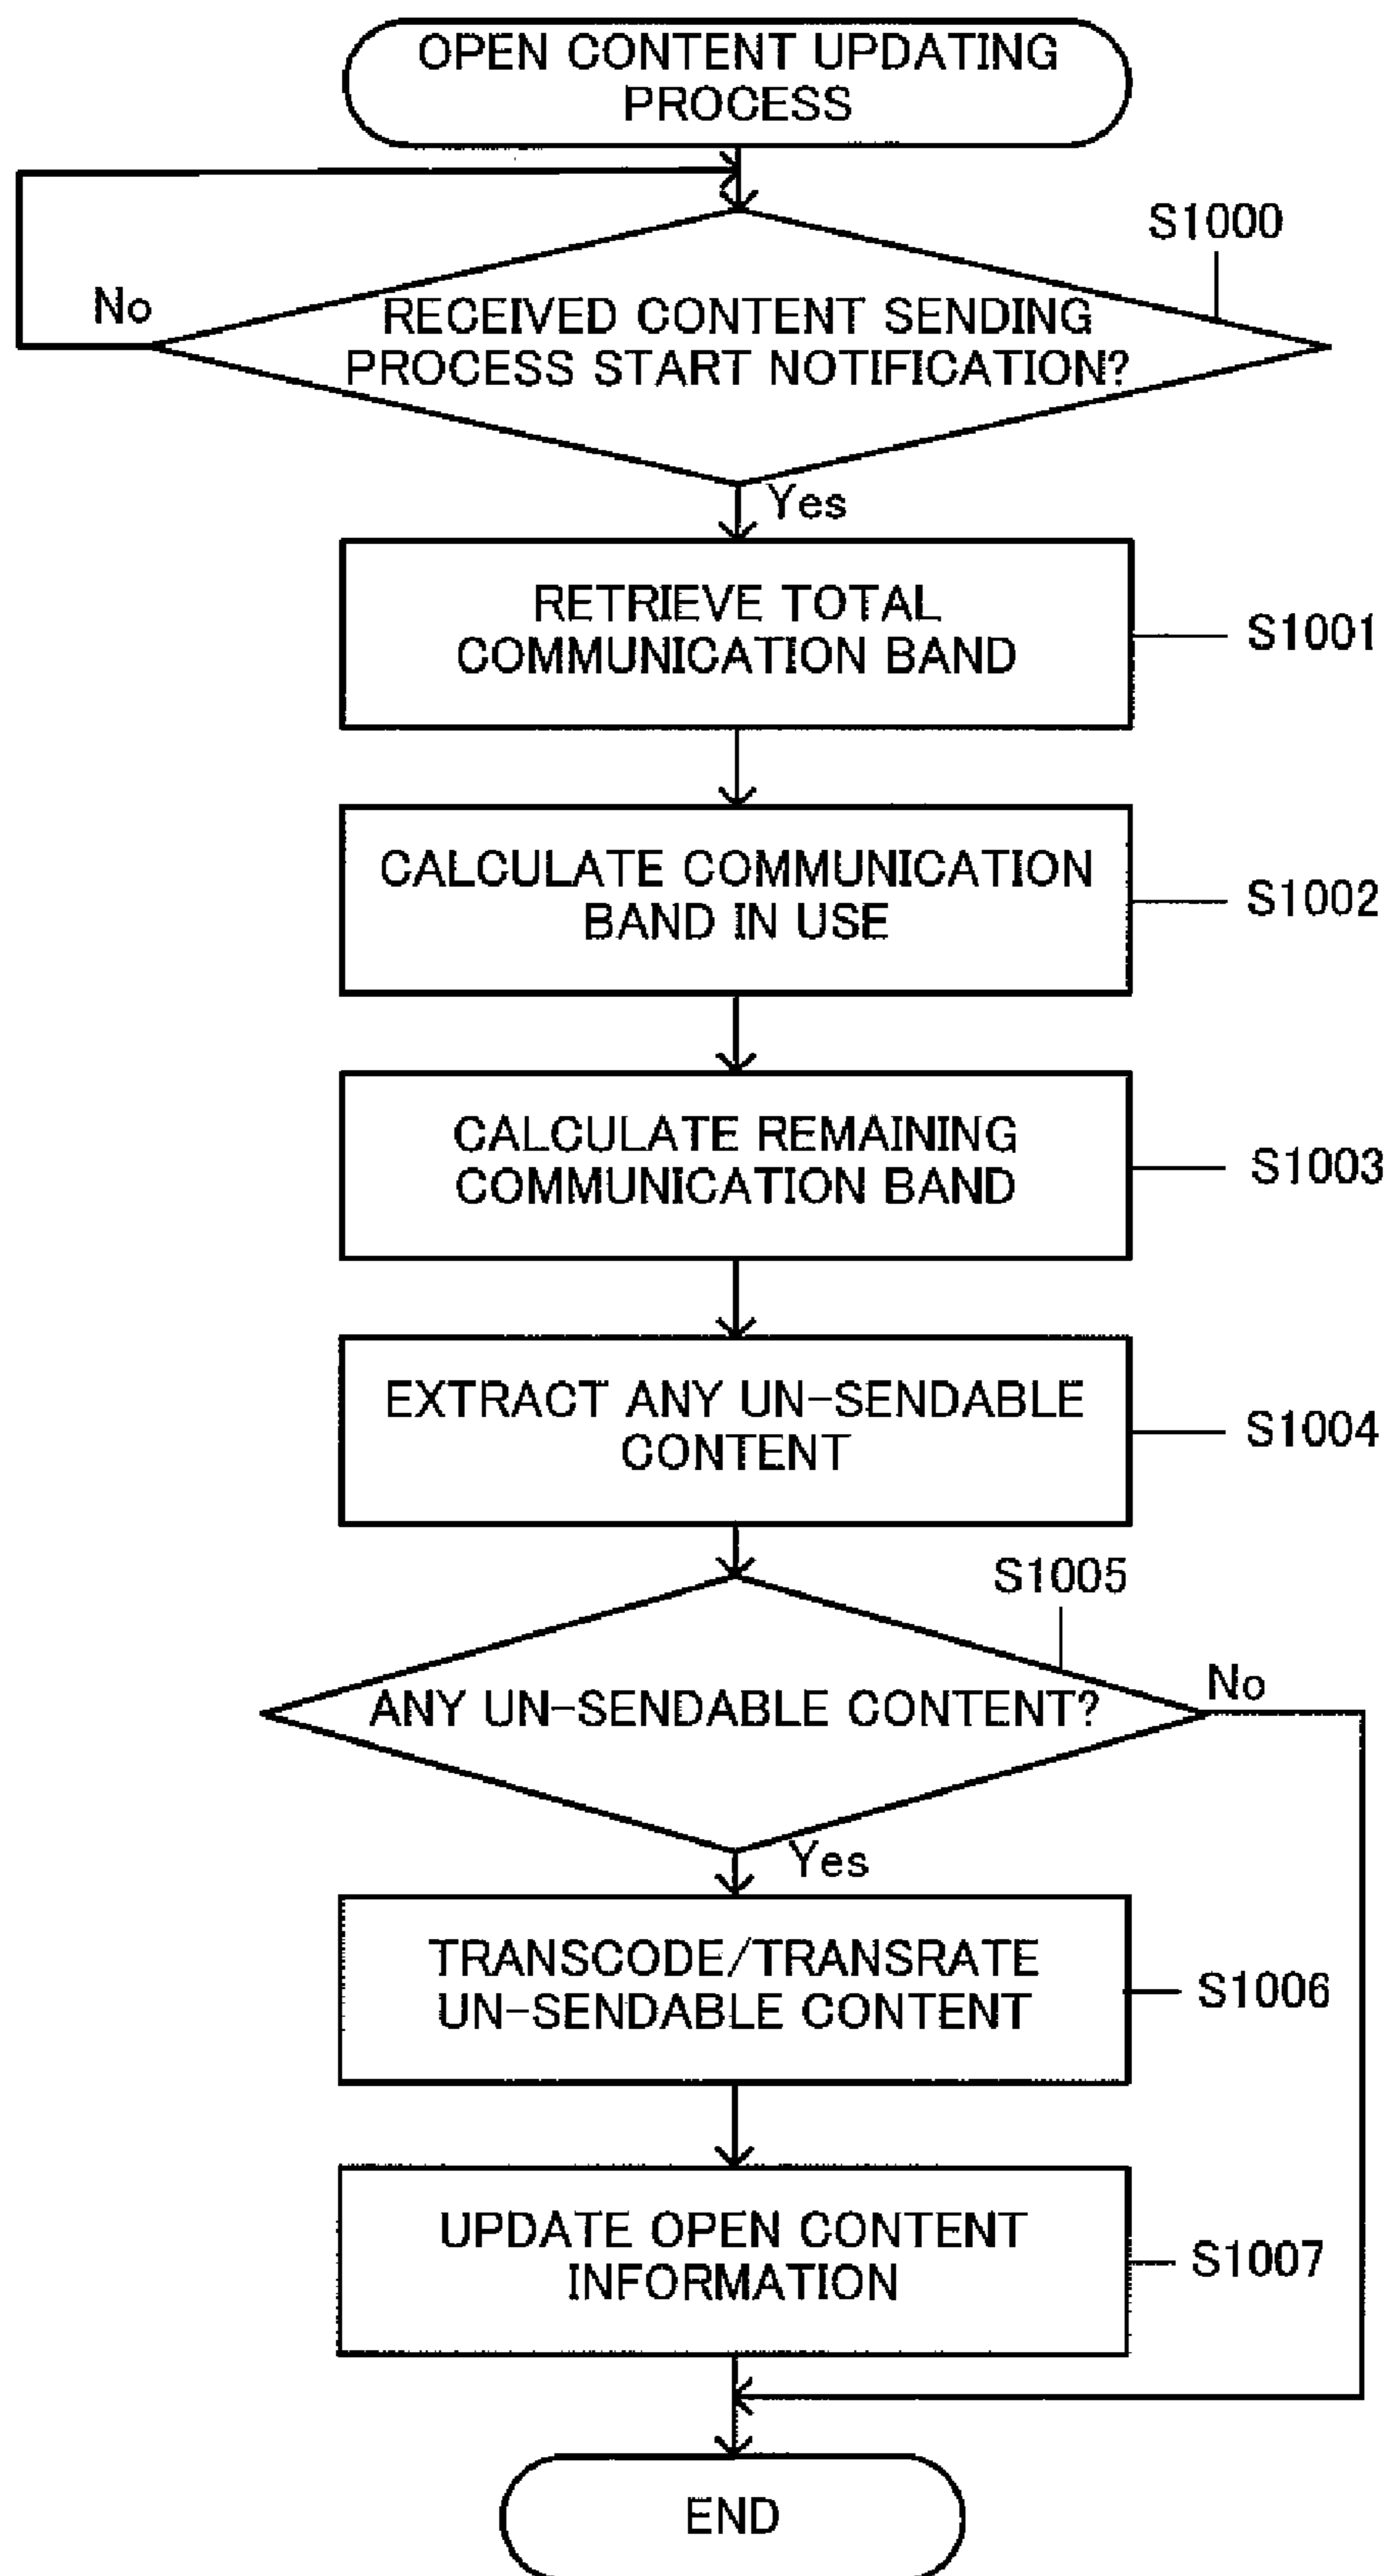 OPEN CONTENT UPDATING
PROCESS
S1000
No
RECEIVED CONTENT SENDING
PROCESS START NOTIFICATION?
Yes
RETRIEVE TOTAL
COMMUNICATION BAND
S1001
CALCULATE COMMUNICATION
BAND IN USE
S1002
CALCULATE REMAINING
COMMUNICATION BAND
S1003
EXTRACT ANY UN-SENDABLE
CONTENT
S1004
S1005
ANY UN-SENDABLE CONTENT?
No
Yes
TRANSCODE/TRANSRATE
UN-SENDABLE CONTENT
S1006
UPDATE OPEN CONTENT
INFORMATION
S1007
END